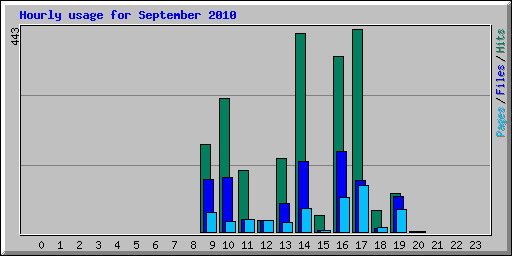 Hourly usage for September 2010
443
Pages / Files / Hits
0 1 2 3 4 5 6 7 8 9 10 11 12 13 14 15 16 17 18 19 20 21 22 23